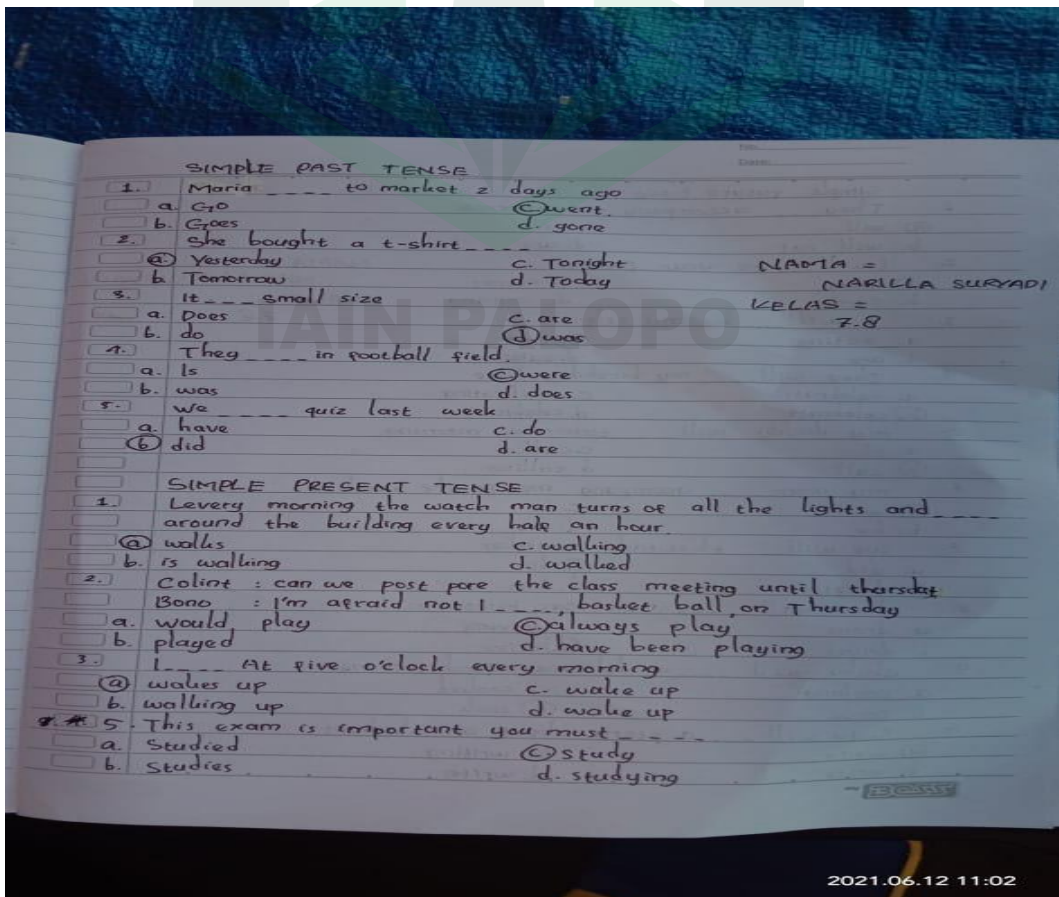 No.
Date:
SIMPLE PAST TENSE
1. Maria ____ to market 2 days ago
a. Go c. went.
b. Goes d. gone
2. She bought a t-shirt ____
a. Yesterday c. Tonight
b. Tomorrow d. Today
NAMA =
NARILLA SURYADI
KELAS =
7.8
3. It ___ small size
a. Does c. are
b. do d. was
4. They ____ in football field.
a. Is c. were
b. was d. does
5. We ____ quiz last week
a. have c. do
b. did d. are
SIMPLE PRESENT TENSE
1. Levery morning the watch man turns of all the lights and ____
around the building every half an hour.
a. walks c. walking
b. is walking d. walked
2. Colint : can we post pore the class meeting until thursdat
Bono : I'm afraid not I ____, basket ball on Thursday
a. would play c. always play
b. played d. have been playing
3. I ____ At five o'clock every morning
a. wakes up c. wake up
b. walking up d. wake up
5. This exam is important you must ____
a. Studied c. study
b. Studies d. studying
BOSS
IAIN PALOPO
2021.06.12 11:02